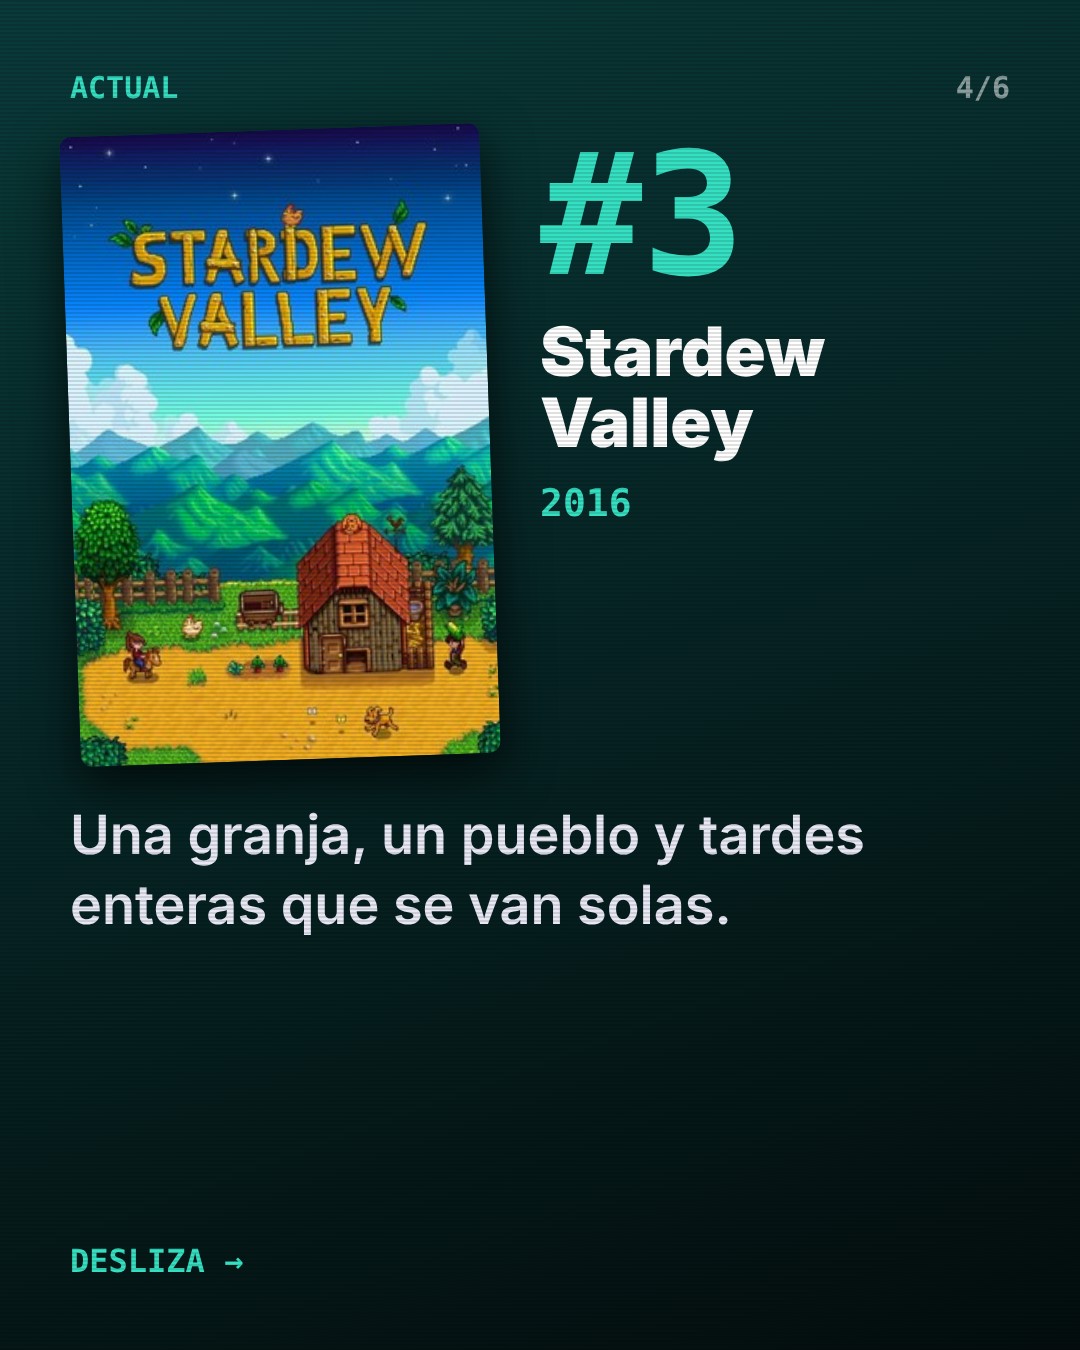 ACTUAL
4/6
STARDEW
VALLEY
#3
Stardew
Valley
2016
Una granja, un pueblo y tardes
enteras que se van solas.
DESLIZA →